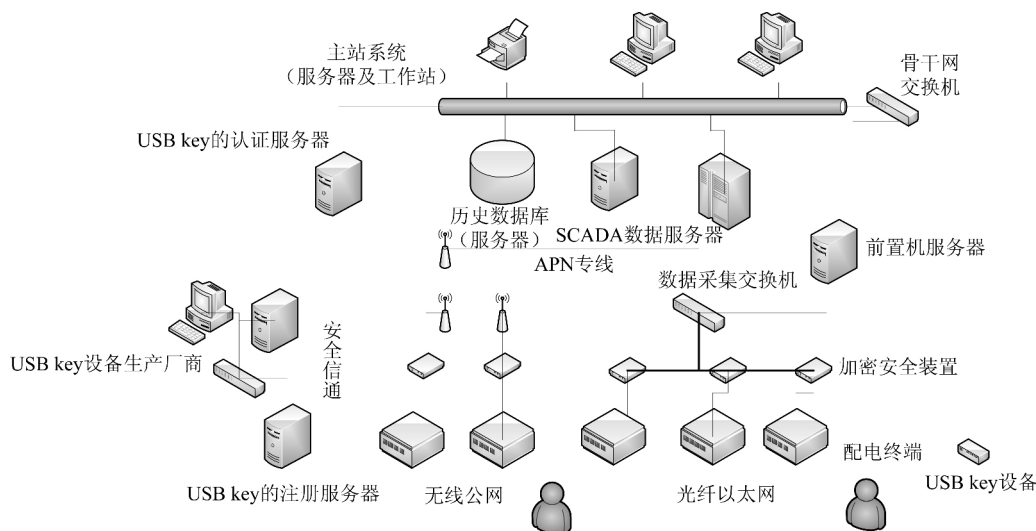 主站系统
（服务器及工作站）
骨干网
交换机
USB key的认证服务器
历史数据库
（服务器）
SCADA数据服务器
APN专线
前置机服务器
数据采集交换机
USB key设备生产厂商
安全信通
加密安全装置
配电终端
USB key设备
USB key的注册服务器
无线公网
光纤以太网